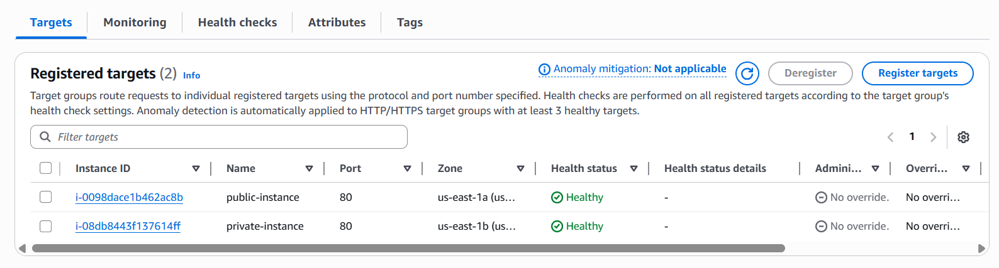 Targets Monitoring Health checks Attributes Tags
Registered targets (2) Info Anomaly mitigation: Not applicable Deregister Register targets
Target groups route requests to individual registered targets using the protocol and port number specified. Health checks are performed on all registered targets according to the target group's
health check settings. Anomaly detection is automatically applied to HTTP/HTTPS target groups with at least 3 healthy targets.
Filter targets 1
Instance ID Name Port Zone Health status Health status details Admini... Overri...
i-0098dace1b462ac8b public-instance 80 us-east-1a (us... Healthy - No override. No overri...
i-08db8443f137614ff private-instance 80 us-east-1b (us... Healthy - No override. No overri...